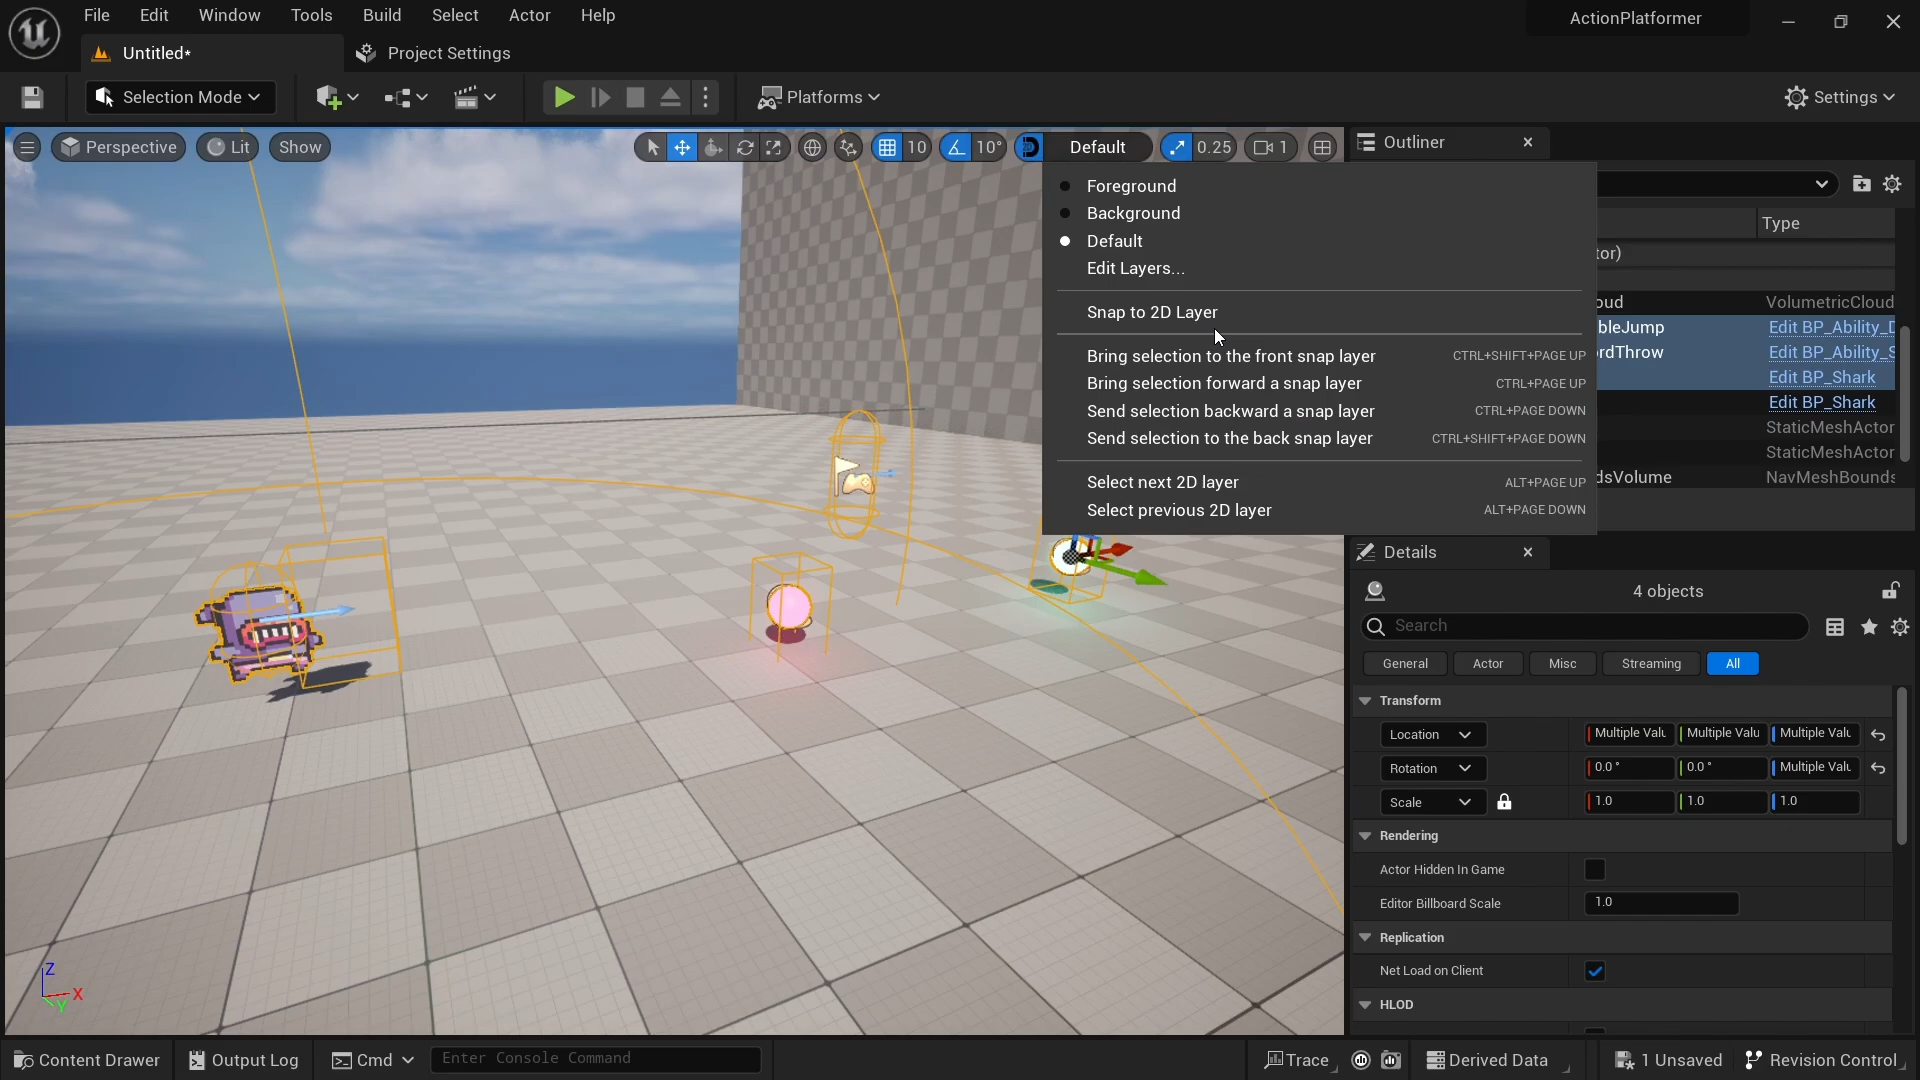 File Edit Window Tools Build Select Actor Help
ActionPlatformer
Untitled*
Project Settings
Selection Mode
Platforms
Settings
Perspective
Lit
Show
10
10°
Default
0.25
1
Outliner
Foreground
Background
Default
Edit Layers...
Snap to 2D Layer
Bring selection to the front snap layer CTRL+SHIFT+PAGE UP
Bring selection forward a snap layer CTRL+PAGE UP
Send selection backward a snap layer CTRL+PAGE DOWN
Send selection to the back snap layer CTRL+SHIFT+PAGE DOWN
Select next 2D layer ALT+PAGE UP
Select previous 2D layer ALT+PAGE DOWN
Type
tor)
oud VolumetricCloud
bleJump Edit BP_Ability_D
rdThrow Edit BP_Ability_S
Edit BP_Shark
Edit BP_Shark
StaticMeshActor
StaticMeshActor
dsVolume NavMeshBounds
Details
4 objects
Search
General Actor Misc Streaming All
Transform
Location Multiple Valu Multiple Valu Multiple Valu
Rotation 0.0 ° 0.0 ° Multiple Valu
Scale 1.0 1.0 1.0
Rendering
Actor Hidden In Game
Editor Billboard Scale 1.0
Replication
Net Load on Client
HLOD
Z
X
Y
Content Drawer
Output Log
Cmd
Enter Console Command
Trace
Derived Data
1 Unsaved
Revision Control